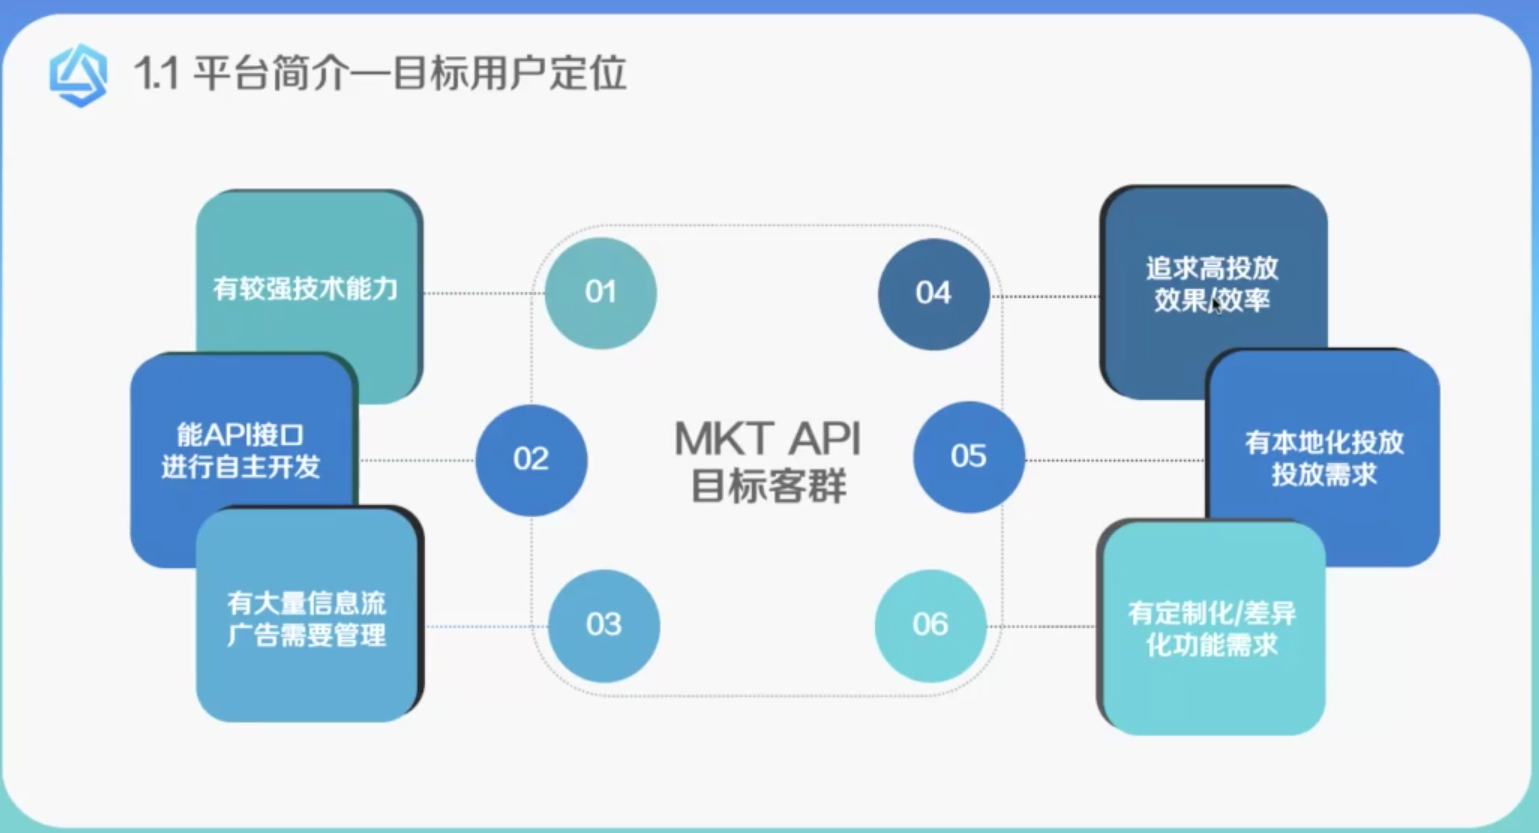 1.1 平台简介—目标用户定位
有较强技术能力
01
能API接口
进行自主开发
02
有大量信息流
广告需要管理
03
MKT API
目标客群
04
追求高投放
效果/效率
05
有本地化投放
投放需求
06
有定制化/差异
化功能需求